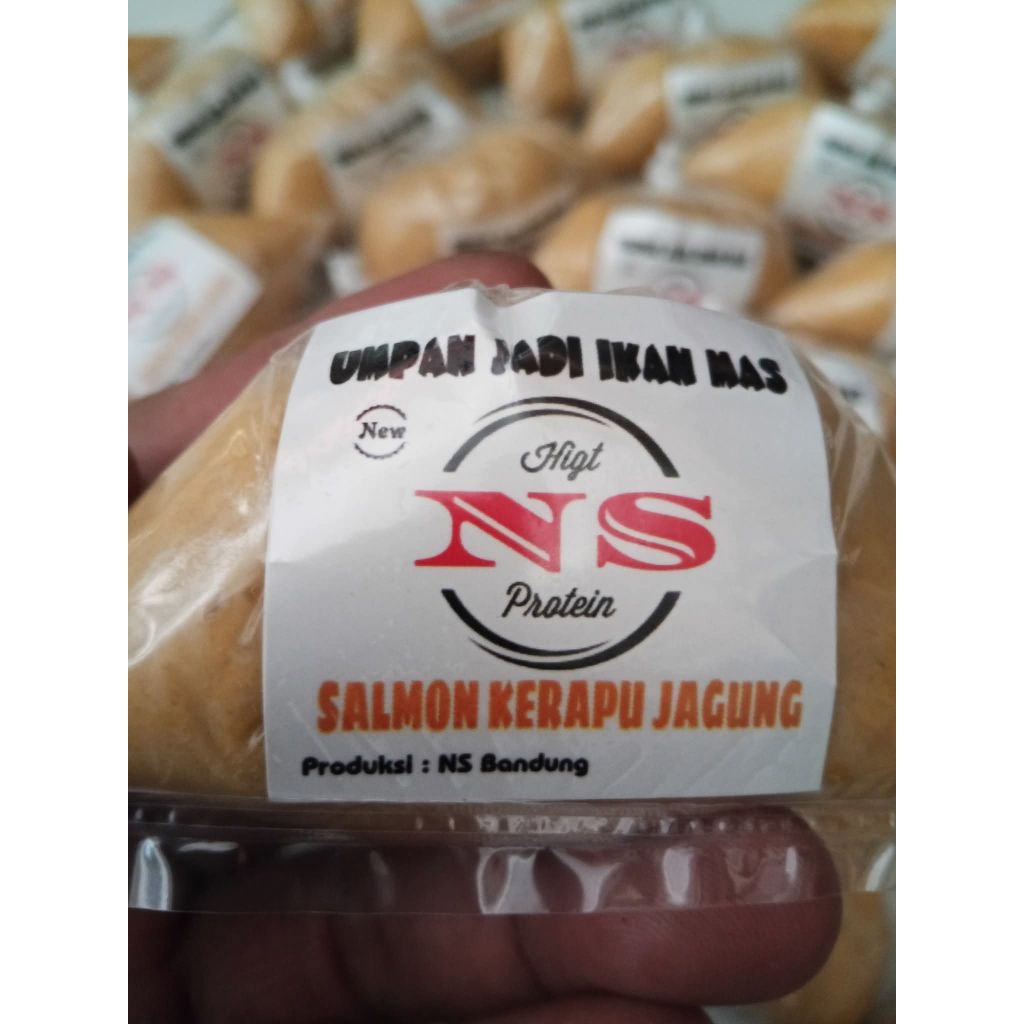 UMPAN JADI IKAN MAS
New
Higt
NS
Protein
SALMON KERAPU JAGUNG
Produksi : NS Bandung